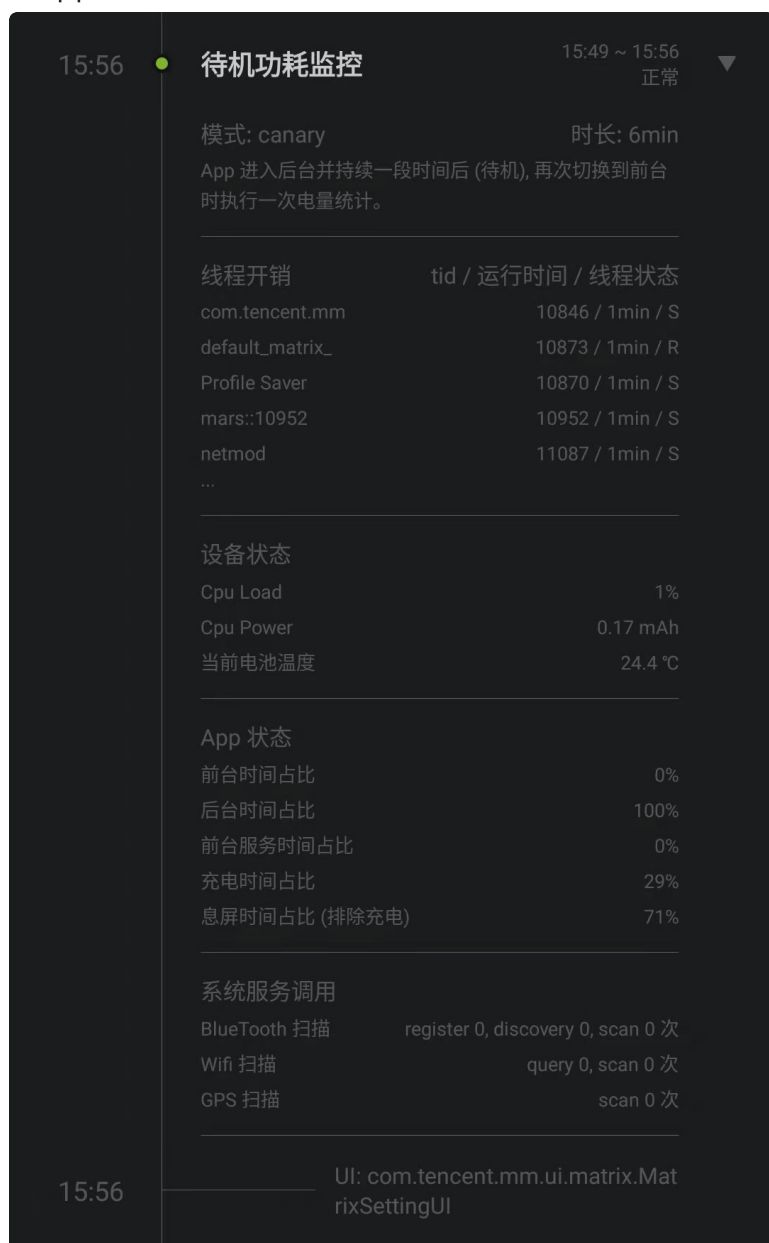 15:56 待机功耗监控 15:49 ~ 15:56
正常 ▼
模式: canary 时长: 6min
App 进入后台并持续一段时间后 (待机), 再次切换到前台
时执行一次电量统计。
线程开销 tid / 运行时间 / 线程状态
com.tencent.mm 10846 / 1min / S
default_matrix_ 10873 / 1min / R
Profile Saver 10870 / 1min / S
mars::10952 10952 / 1min / S
netmod 11087 / 1min / S
...
设备状态
Cpu Load 1%
Cpu Power 0.17 mAh
当前电池温度 24.4 ℃
App 状态
前台时间占比 0%
后台时间占比 100%
前台服务时间占比 0%
充电时间占比 29%
息屏时间占比 (排除充电) 71%
系统服务调用
BlueTooth 扫描 register 0, discovery 0, scan 0 次
Wifi 扫描 query 0, scan 0 次
GPS 扫描 scan 0 次
15:56 UI: com.tencent.mm.ui.matrix.Mat
rixSettingUI